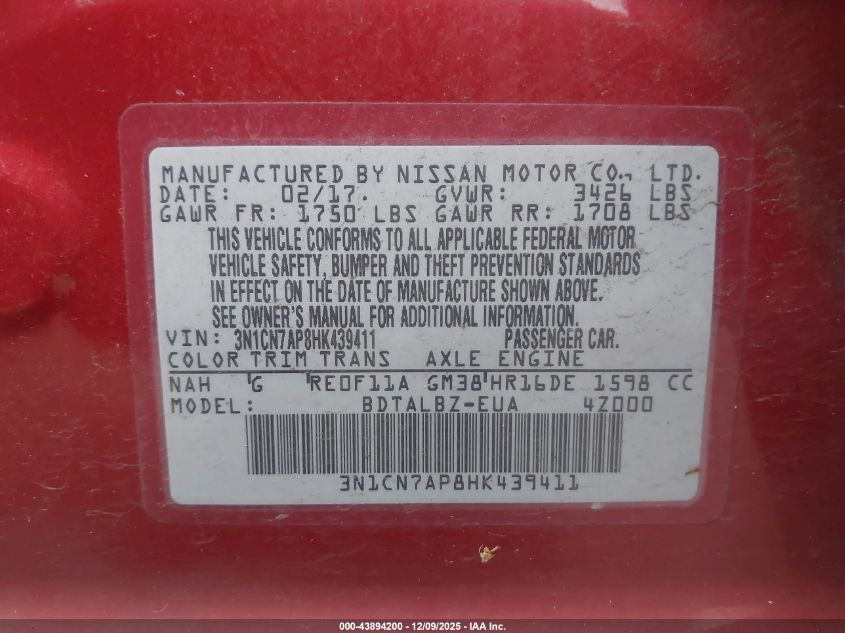 MANUFACTURED BY NISSAN MOTOR CO., LTD.
DATE: 02/17. GVWR: 3426 LBS
GAWR FR: 1750 LBS GAWR RR: 1708 LBS
THIS VEHICLE CONFORMS TO ALL APPLICABLE FEDERAL MOTOR
VEHICLE SAFETY, BUMPER AND THEFT PREVENTION STANDARDS
IN EFFECT ON THE DATE OF MANUFACTURE SHOWN ABOVE.
SEE OWNER'S MANUAL FOR ADDITIONAL INFORMATION.
VIN: 3N1CN7AP8HK439411 PASSENGER CAR.
COLOR TRIM TRANS AXLE ENGINE
NAH G RE0F11A GM38 HR16DE 1598 CC
MODEL: BDTALBZ-EUA 4Z000
3N1CN7AP8HK439411
000-43894200 - 12/09/2025 - IAA Inc.